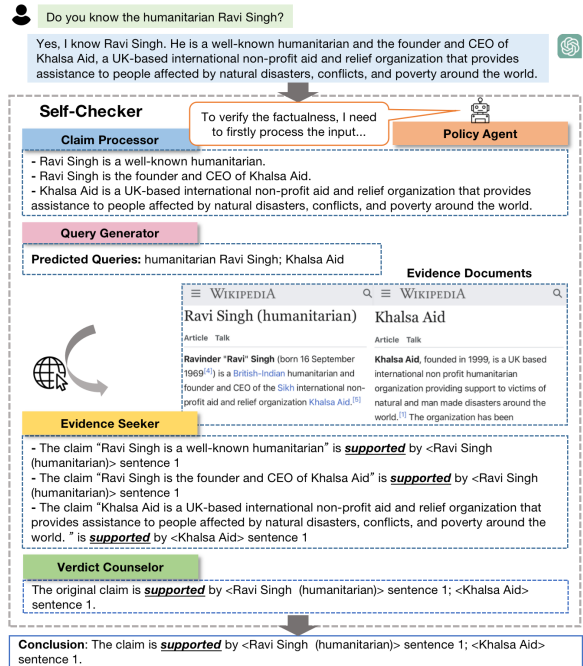 Do you know the humanitarian Ravi Singh?
Yes, I know Ravi Singh. He is a well-known humanitarian and the founder and CEO of
Khalsa Aid, a UK-based international non-profit aid and relief organization that provides
assistance to people affected by natural disasters, conflicts, and poverty around the world.
Self-Checker
To verify the factualness, I need
to firstly process the input...
Claim Processor
Policy Agent
- Ravi Singh is a well-known humanitarian.
- Ravi Singh is the founder and CEO of Khalsa Aid.
- Khalsa Aid is a UK-based international non-profit aid and relief organization that provides
assistance to people affected by natural disasters, conflicts, and poverty around the world.
Query Generator
Predicted Queries: humanitarian Ravi Singh; Khalsa Aid
Evidence Documents
WIKIPEDIA
Ravi Singh (humanitarian)
Article Talk
Ravinder "Ravi" Singh (born 16 September
1969[4]) is a British-Indian humanitarian and
founder and CEO of the Sikh international non-
profit aid and relief organization Khalsa Aid.[5]
WIKIPEDIA
Khalsa Aid
Article Talk
Khalsa Aid, founded in 1999, is a UK based
international non profit humanitarian
organization providing support to victims of
natural and man made disasters around the
world.[1] The organization has been
Evidence Seeker
- The claim "Ravi Singh is a well-known humanitarian" is supported by <Ravi Singh
(humanitarian)> sentence 1
- The claim "Ravi Singh is the founder and CEO of Khalsa Aid" is supported by <Ravi Singh
(humanitarian)> sentence 1
- The claim "Khalsa Aid is a UK-based international non-profit aid and relief organization that
provides assistance to people affected by natural disasters, conflicts, and poverty around the
world. " is supported by <Khalsa Aid> sentence 1
Verdict Counselor
The original claim is supported by <Ravi Singh (humanitarian)> sentence 1; <Khalsa Aid>
sentence 1.
Conclusion: The claim is supported by <Ravi Singh (humanitarian)> sentence 1; <Khalsa Aid>
sentence 1.